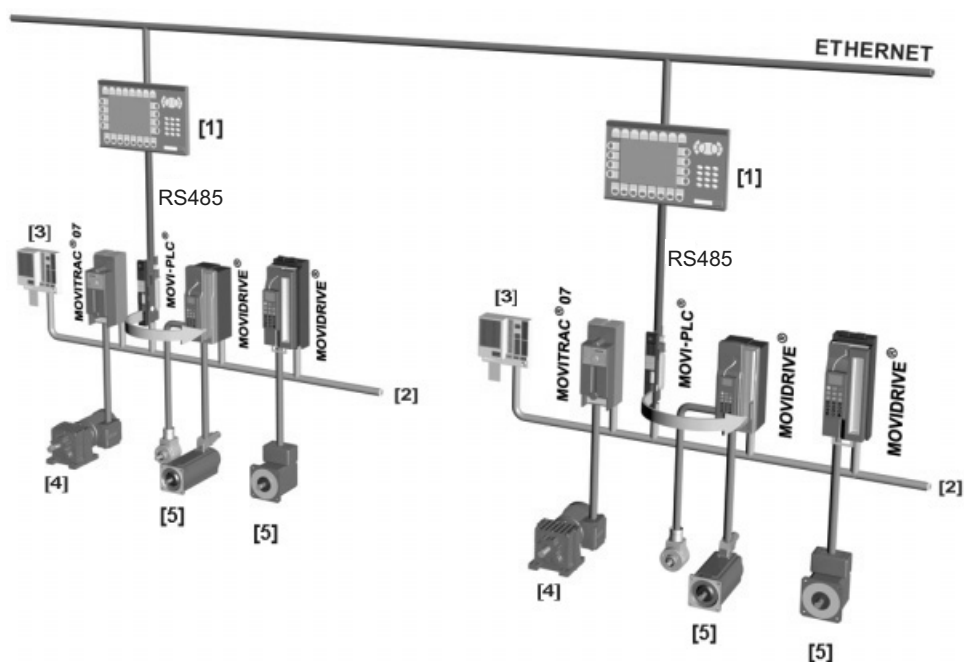 ETHERNET
[1]
RS485
[3]
MOVITRAC® 07
MOVI-PLC®
MOVIDRIVE®
MOVIDRIVE®
[2]
[4]
[5]
[5]
[1]
RS485
[3]
MOVITRAC® 07
MOVI-PLC®
MOVIDRIVE®
MOVIDRIVE®
[2]
[4]
[5]
[5]